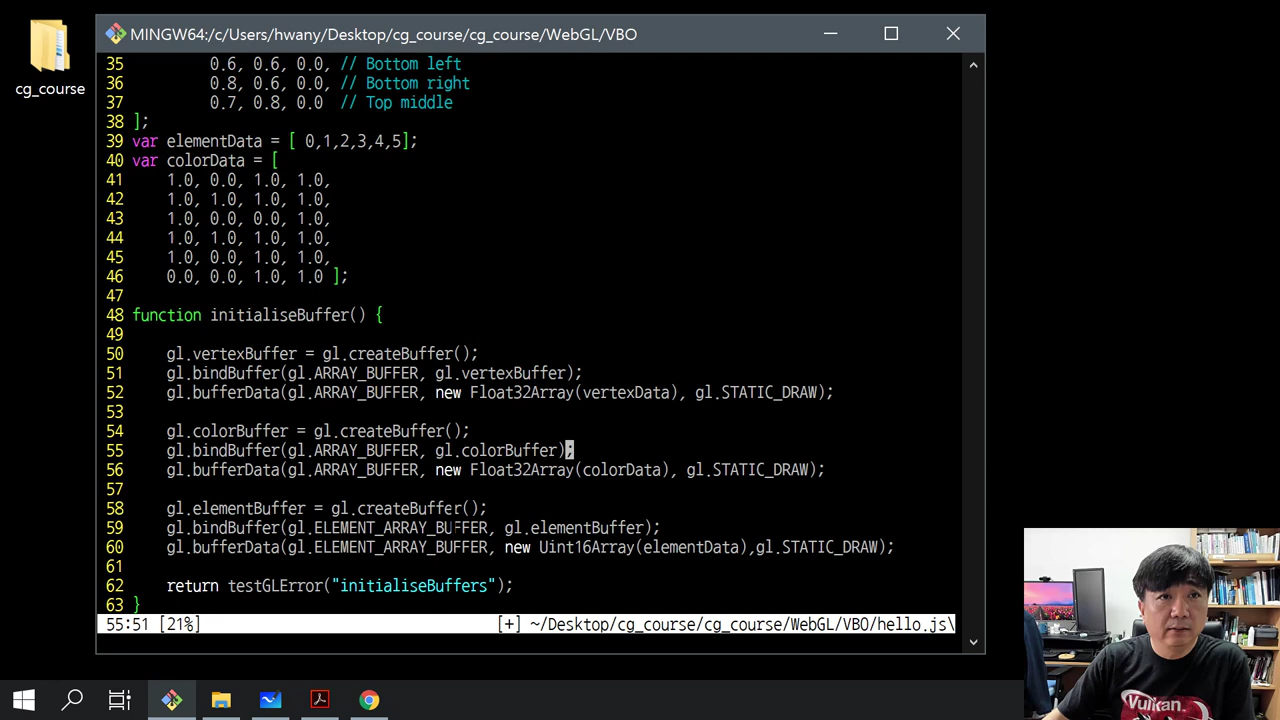 MINGW64:/c/Users/hwany/Desktop/cg_course/cg_course/WebGL/VBO
cg_course
35 0.6, 0.6, 0.0, // Bottom left
36 0.8, 0.6, 0.0, // Bottom right
37 0.7, 0.8, 0.0 // Top middle
38 ];
39 var elementData = [ 0,1,2,3,4,5];
40 var colorData = [
41 1.0, 0.0, 1.0, 1.0,
42 1.0, 1.0, 1.0, 1.0,
43 1.0, 0.0, 0.0, 1.0,
44 1.0, 1.0, 1.0, 1.0,
45 1.0, 0.0, 1.0, 1.0,
46 0.0, 0.0, 1.0, 1.0 ];
47
48 function initialiseBuffer() {
49
50 gl.vertexBuffer = gl.createBuffer();
51 gl.bindBuffer(gl.ARRAY_BUFFER, gl.vertexBuffer);
52 gl.bufferData(gl.ARRAY_BUFFER, new Float32Array(vertexData), gl.STATIC_DRAW);
53
54 gl.colorBuffer = gl.createBuffer();
55 gl.bindBuffer(gl.ARRAY_BUFFER, gl.colorBuffer);
56 gl.bufferData(gl.ARRAY_BUFFER, new Float32Array(colorData), gl.STATIC_DRAW);
57
58 gl.elementBuffer = gl.createBuffer();
59 gl.bindBuffer(gl.ELEMENT_ARRAY_BUFFER, gl.elementBuffer);
60 gl.bufferData(gl.ELEMENT_ARRAY_BUFFER, new Uint16Array(elementData),gl.STATIC_DRAW);
61
62 return testGLError("initialiseBuffers");
63 }
55:51 [21%] [+] ~/Desktop/cg_course/cg_course/WebGL/VBO/hello.js\
Vulkan.